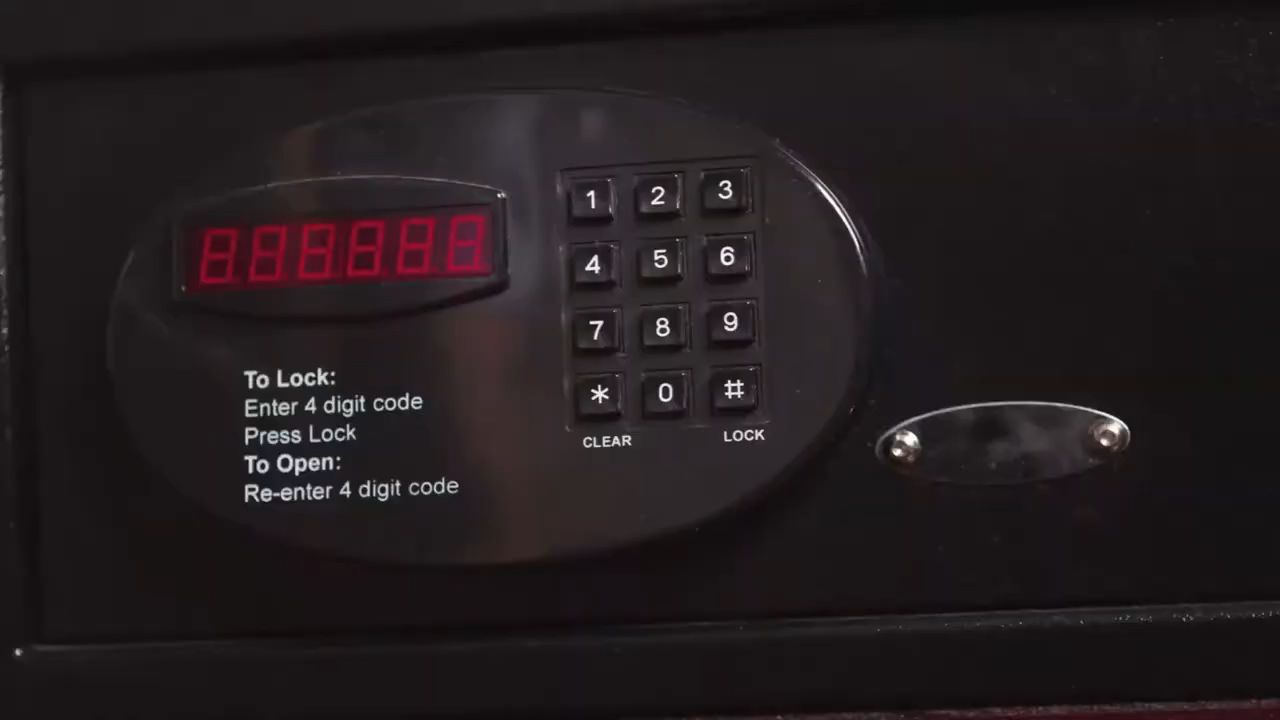 888888
1 2 3
4 5 6
7 8 9
* 0 #
CLEAR LOCK
To Lock:
Enter 4 digit code
Press Lock
To Open:
Re-enter 4 digit code